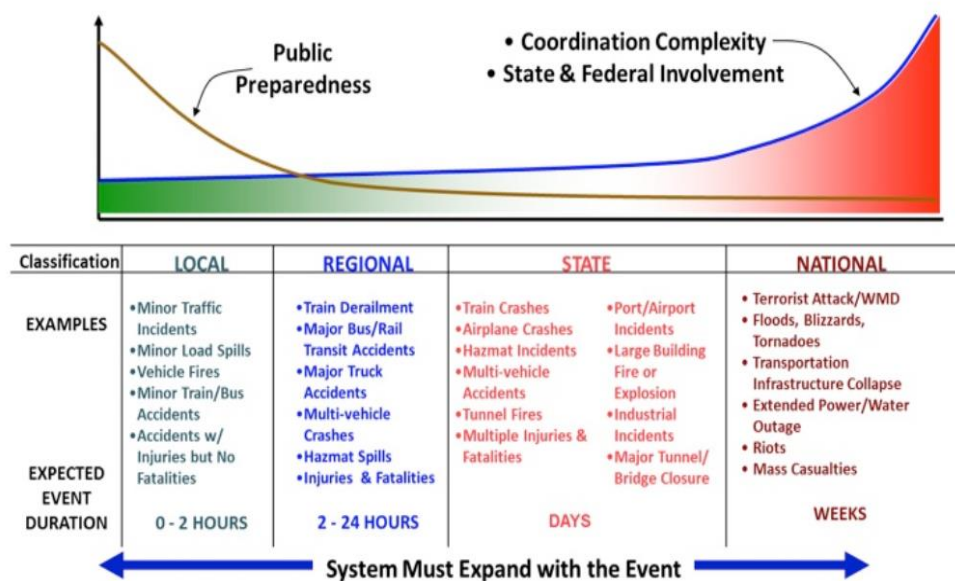 Public
Preparedness
• Coordination Complexity
• State & Federal Involvement
Classification
LOCAL
REGIONAL
STATE
NATIONAL
EXAMPLES
•Minor Traffic
Incidents
•Minor Load Spills
•Vehicle Fires
•Minor Train/Bus
Accidents
•Accidents w/
Injuries but No
Fatalities
•Train Derailment
•Major Bus/Rail
Transit Accidents
•Major Truck
Accidents
•Multi-vehicle
Crashes
•Hazmat Spills
•Injuries & Fatalities
•Train Crashes
•Airplane Crashes
•Hazmat Incidents
•Multi-vehicle
Accidents
•Tunnel Fires
•Multiple Injuries &
Fatalities
•Port/Airport
Incidents
•Large Building
Fire or
Explosion
•Industrial
Incidents
•Major Tunnel/
Bridge Closure
• Terrorist Attack/WMD
• Floods, Blizzards,
Tornadoes
• Transportation
Infrastructure Collapse
• Extended Power/Water
Outage
• Riots
• Mass Casualties
EXPECTED
EVENT
DURATION
0 - 2 HOURS
2 - 24 HOURS
DAYS
WEEKS
System Must Expand with the Event